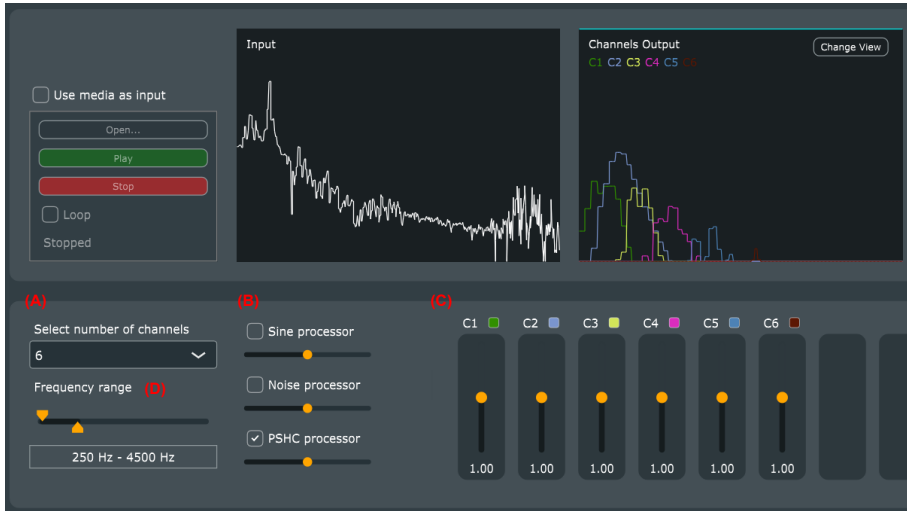 Input
Channels Output
Change View
C1 C2 C3 C4 C5 C6
Use media as input
Open...
Play
Stop
Loop
Stopped
(A)
(B)
(C)
Select number of channels
6
Frequency range (D)
250 Hz - 4500 Hz
Sine processor
Noise processor
PSHC processor
C1 C2 C3 C4 C5 C6
1.00 1.00 1.00 1.00 1.00 1.00